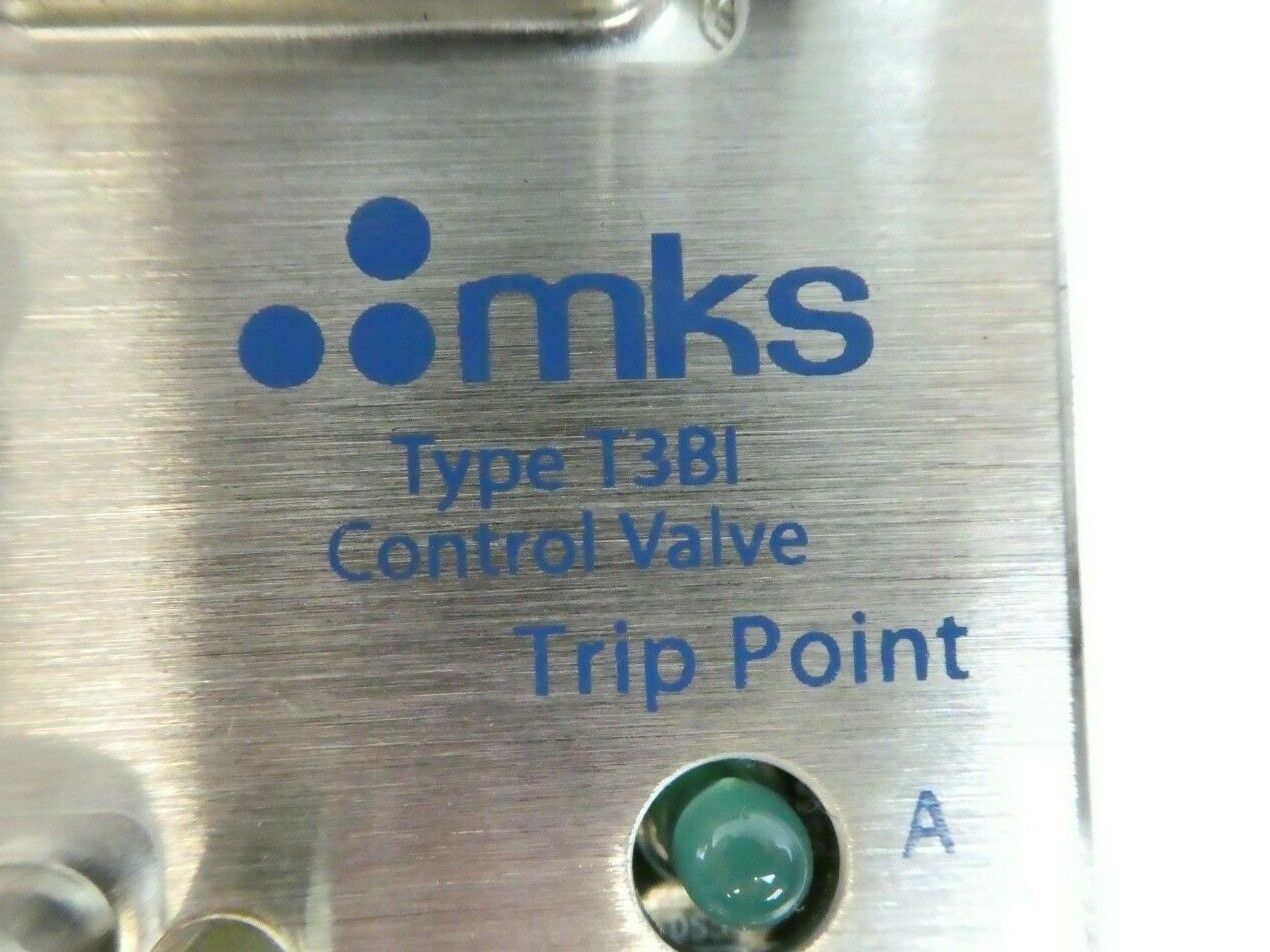 mks
Type T3BI
Control Valve
Trip Point
A